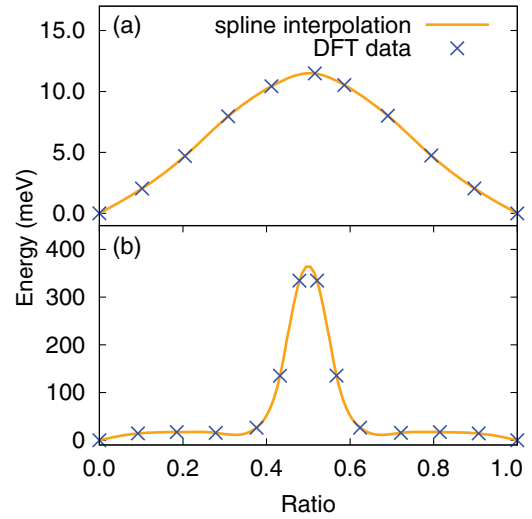 (a)
spline interpolation
DFT data
15.0
10.0
5.0
0.0
Energy (meV)
(b)
400
300
200
100
0
0.0 0.2 0.4 0.6 0.8 1.0
Ratio